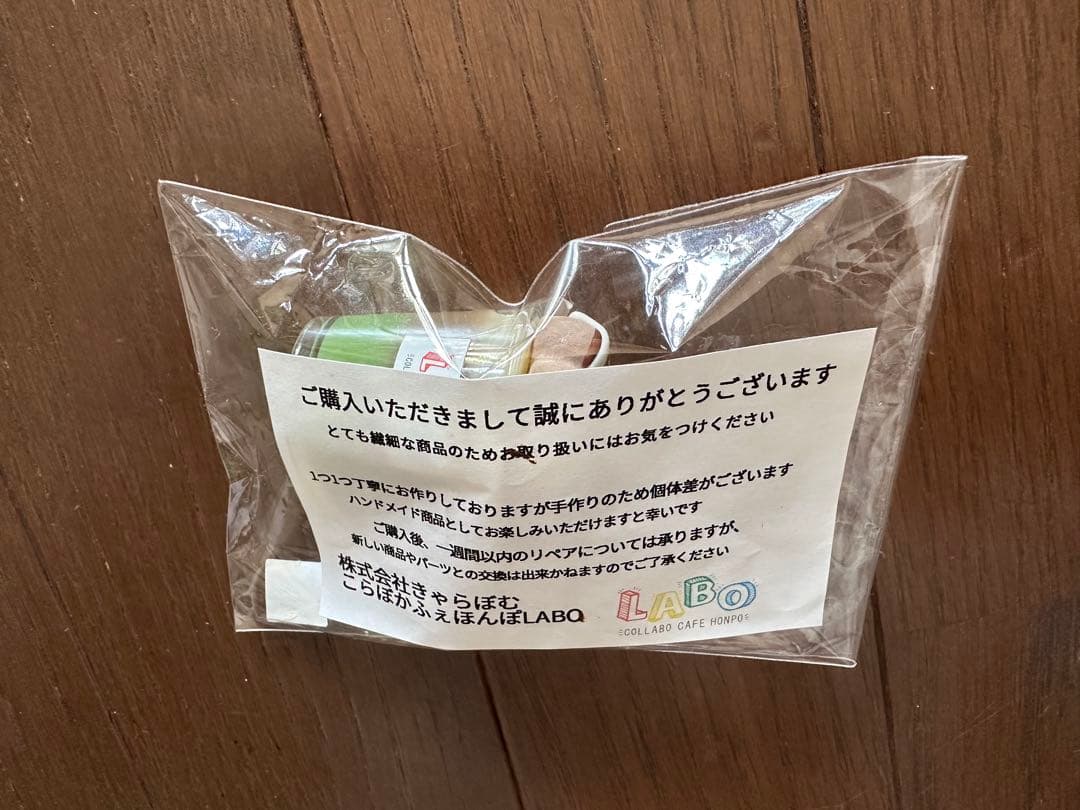 ご購入いただきまして誠にありがとうございます
とても繊細な商品のためお取り扱いにはお気をつけください
1つ1つ丁寧にお作りしておりますが手作りのため個体差がございます
ハンドメイド商品としてお楽しみいただけますと幸いです
ご購入後、一週間以内のリペアについては承りますが、
新しい商品やパーツとの交換は出来かねますのでご了承ください
株式会社きゃらぼむ
こらぼかふぇほんぽLABO
LABO
COLLABO CAFE HONPO